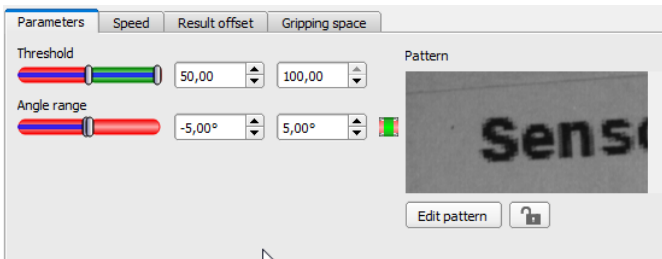 Parameters Speed Result offset Gripping space
Threshold
50,00 100,00
Angle range
-5,00° 5,00°
Pattern
Senso
Edit pattern